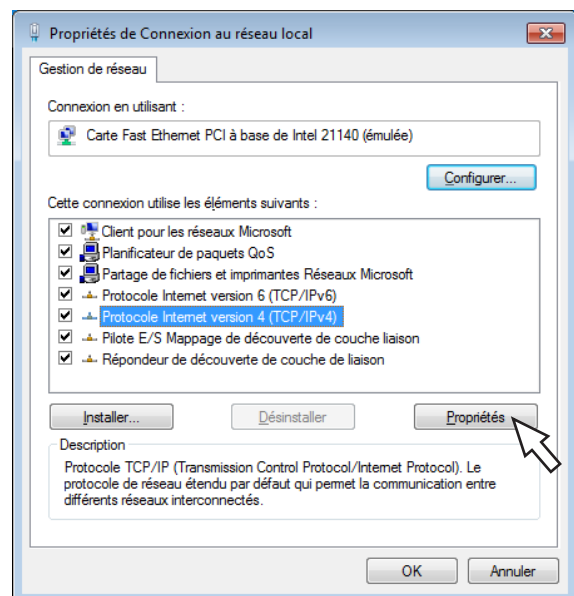 Propriétés de Connexion au réseau local
Gestion de réseau
Connexion en utilisant :
Carte Fast Ethernet PCI à base de Intel 21140 (émulée)
Configurer...
Cette connexion utilise les éléments suivants :
Client pour les réseaux Microsoft
Planificateur de paquets QoS
Partage de fichiers et imprimantes Réseaux Microsoft
Protocole Internet version 6 (TCP/IPv6)
Protocole Internet version 4 (TCP/IPv4)
Pilote E/S Mappage de découverte de couche liaison
Répondeur de découverte de couche de liaison
Installer...
Désinstaller
Propriétés
Description
Protocole TCP/IP (Transmission Control Protocol/Internet Protocol). Le
protocole de réseau étendu par défaut qui permet la communication entre
différents réseaux interconnectés.
OK
Annuler